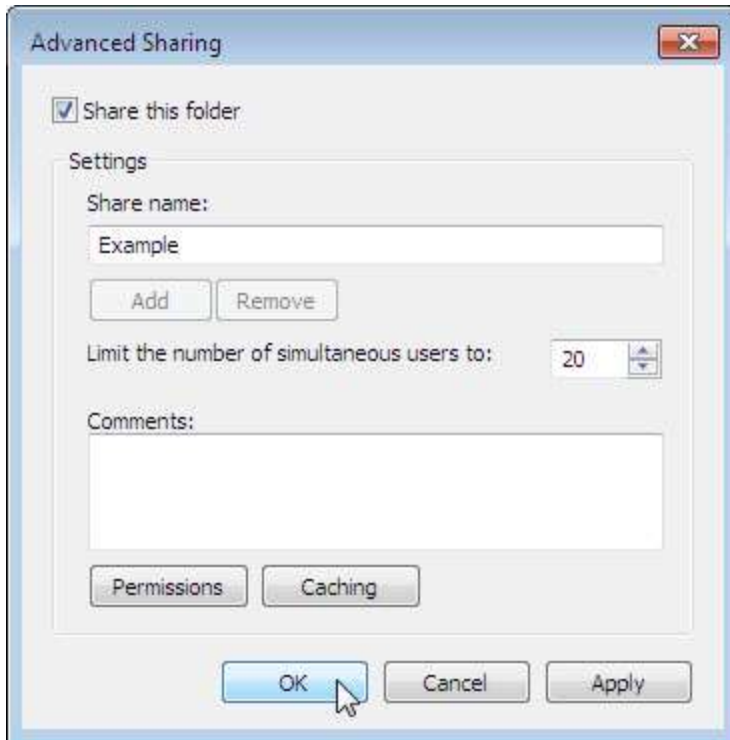 Advanced Sharing
Share this folder
Settings
Share name:
Example
Add Remove
Limit the number of simultaneous users to: 20
Comments:
Permissions Caching
OK Cancel Apply